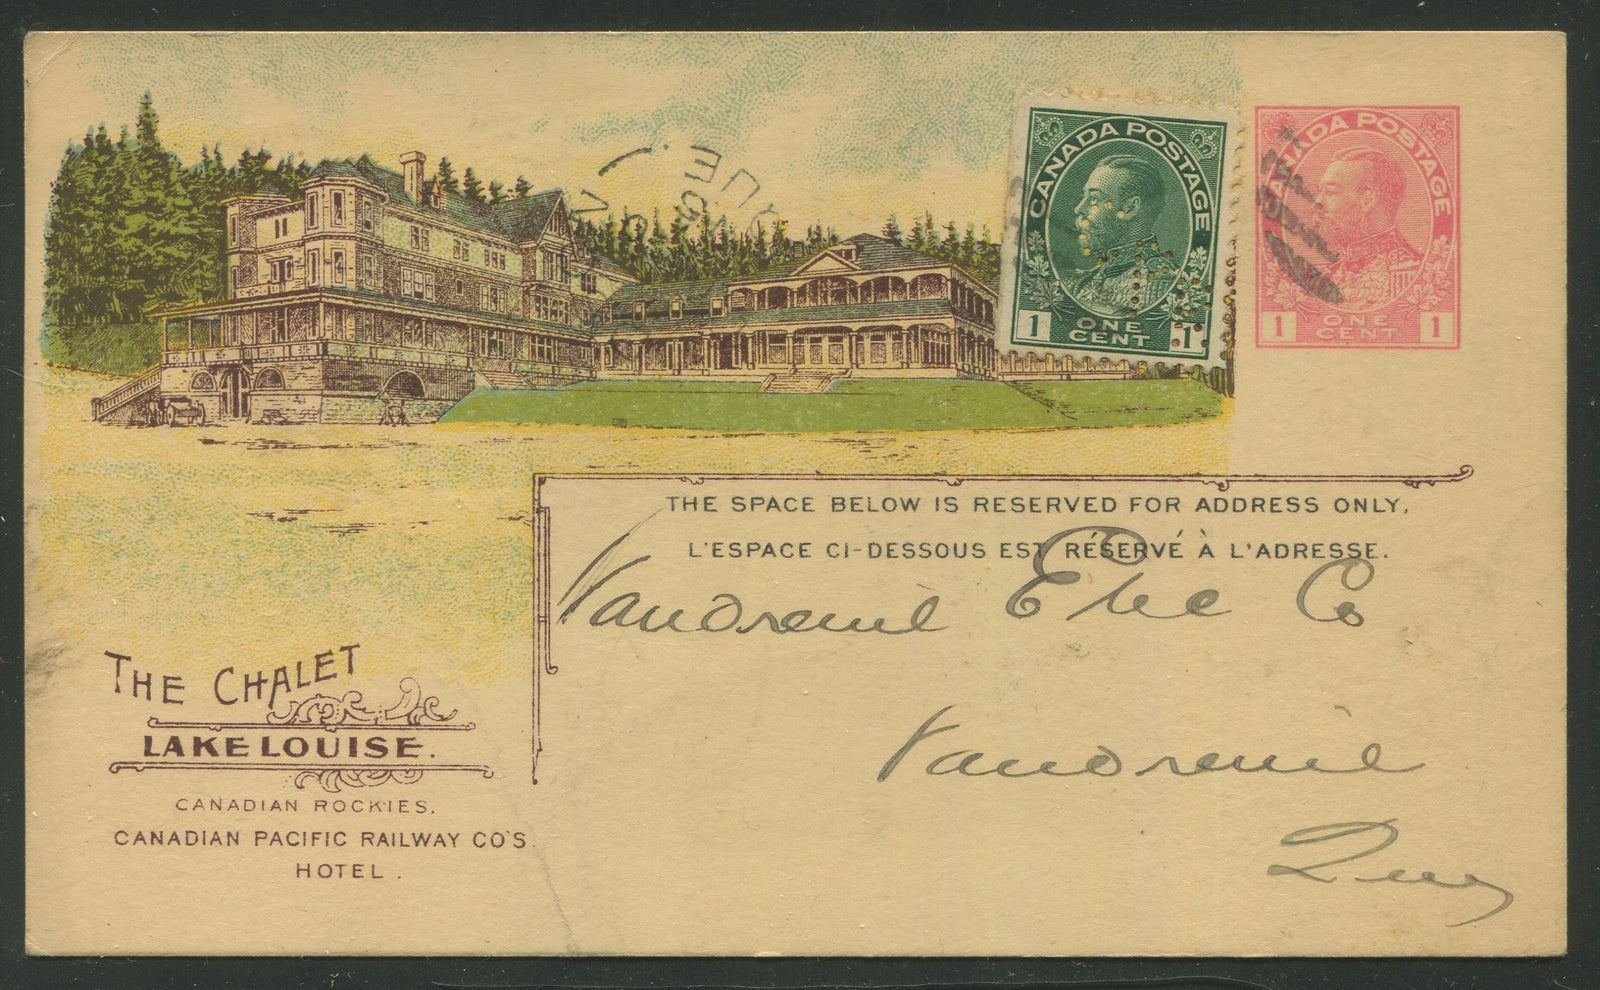 CANADA POSTAGE
1 ONE CENT 1
CANADA POSTAGE
1 ONE CENT 1
THE SPACE BELOW IS RESERVED FOR ADDRESS ONLY.
L'ESPACE CI-DESSOUS EST RÉSERVÉ À L'ADRESSE.
Vaudreuil Elec Co
Vaudreuil
Que
THE CHALET
LAKE LOUISE.
CANADIAN ROCKIES,
CANADIAN PACIFIC RAILWAY CO'S.
HOTEL.